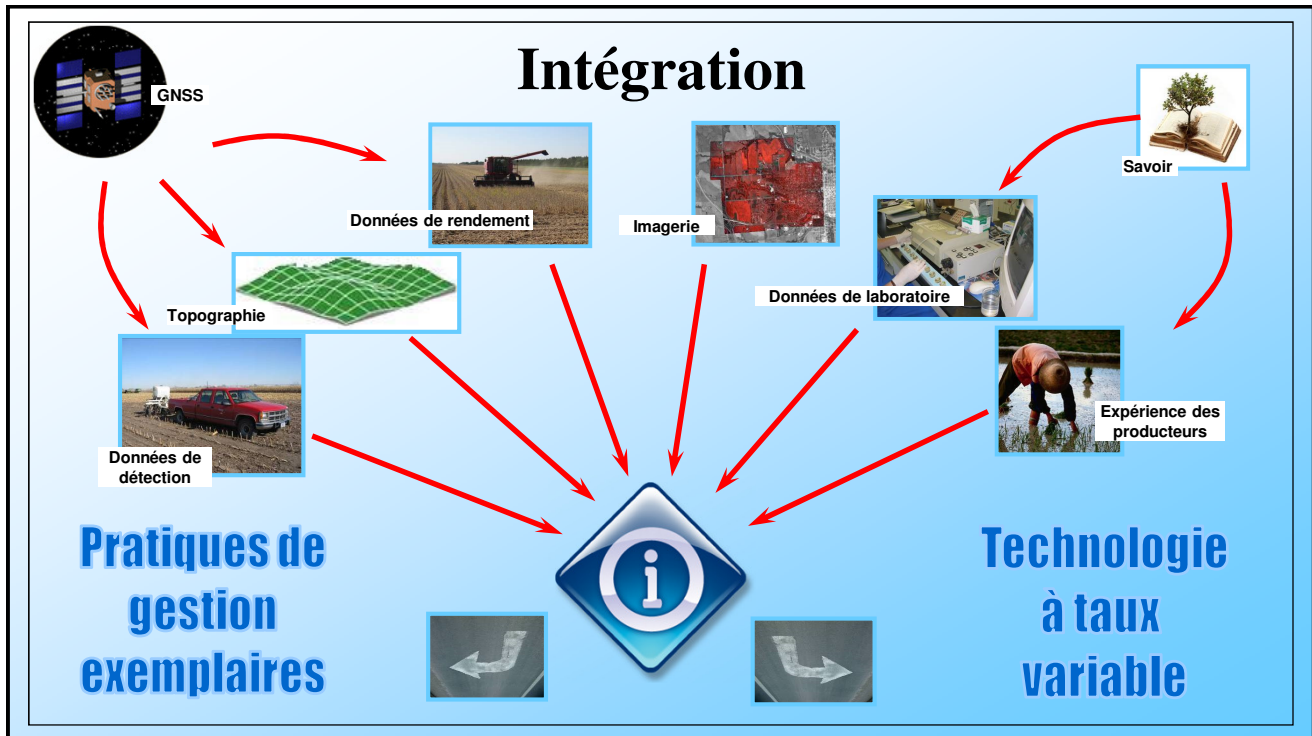 Intégration
GNSS
Savoir
Données de rendement
Imagerie
Données de laboratoire
Topographie
Expérience des
producteurs
Données de
détection
Pratiques de
gestion
exemplaires
i
Technologie
à taux
variable